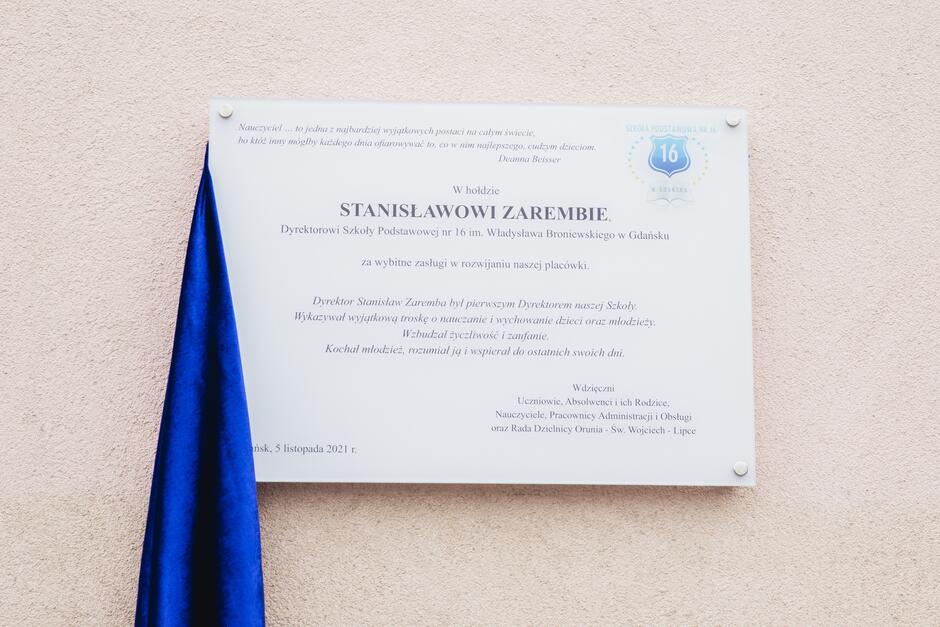 Nauczyciel ... to jedna z najbardziej wyjątkowych postaci na całym świecie,
bo któż inny mógłby każdego dnia ofiarowywać to, co w nim najlepszego, cudzym dzieciom.
Deanna Beisser
SZKOŁA PODSTAWOWA NR 16
16
W GDAŃSKU
W hołdzie
STANISŁAWOWI ZAREMBIE,
Dyrektorowi Szkoły Podstawowej nr 16 im. Władysława Broniewskiego w Gdańsku
za wybitne zasługi w rozwijaniu naszej placówki.
Dyrektor Stanisław Zaremba był pierwszym Dyrektorem naszej Szkoły.
Wykazywał wyjątkową troskę o nauczanie i wychowanie dzieci oraz młodzieży.
Wzbudzał życzliwość i zaufanie.
Kochał młodzież, rozumiał ją i wspierał do ostatnich swoich dni.
Wdzięczni
Uczniowie, Absolwenci i ich Rodzice,
Nauczyciele, Pracownicy Administracji i Obsługi
oraz Rada Dzielnicy Orunia - Św. Wojciech - Lipce
ańsk, 5 listopada 2021 r.